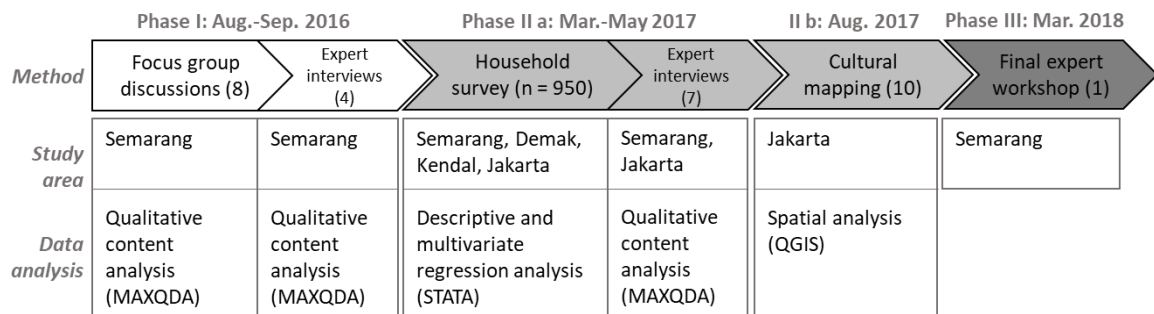 Phase I: Aug.-Sep. 2016
Phase II a: Mar.-May 2017
II b: Aug. 2017
Phase III: Mar. 2018
Method
Focus group
discussions (8)
Expert
interviews
(4)
Household
survey (n = 950)
Expert
interviews
(7)
Cultural
mapping (10)
Final expert
workshop (1)
Study
area
Semarang
Semarang
Semarang, Demak,
Kendal, Jakarta
Semarang,
Jakarta
Jakarta
Semarang
Data
analysis
Qualitative
content
analysis
(MAXQDA)
Qualitative
content
analysis
(MAXQDA)
Descriptive and
multivariate
regression analysis
(STATA)
Qualitative
content
analysis
(MAXQDA)
Spatial analysis
(QGIS)